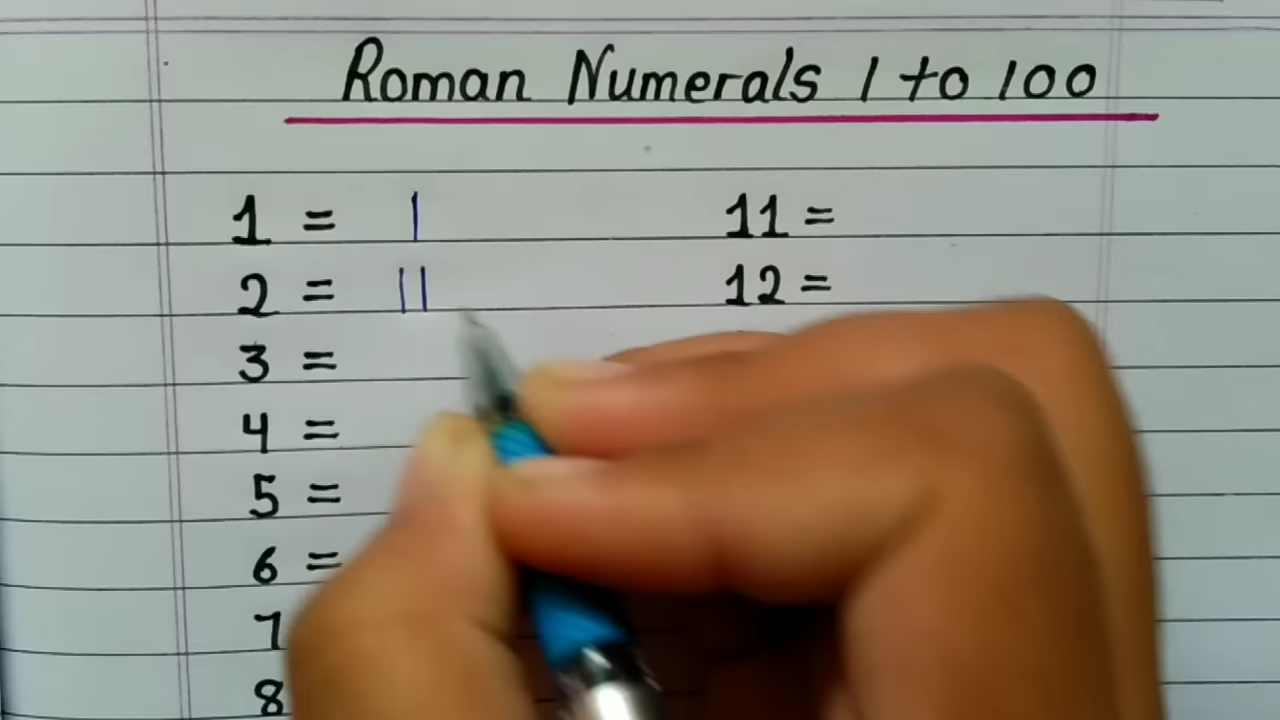 Roman Numerals 1 to 100
1 = I 11 =
2 = II 12 =
3 =
4 =
5 =
6 =
7
8